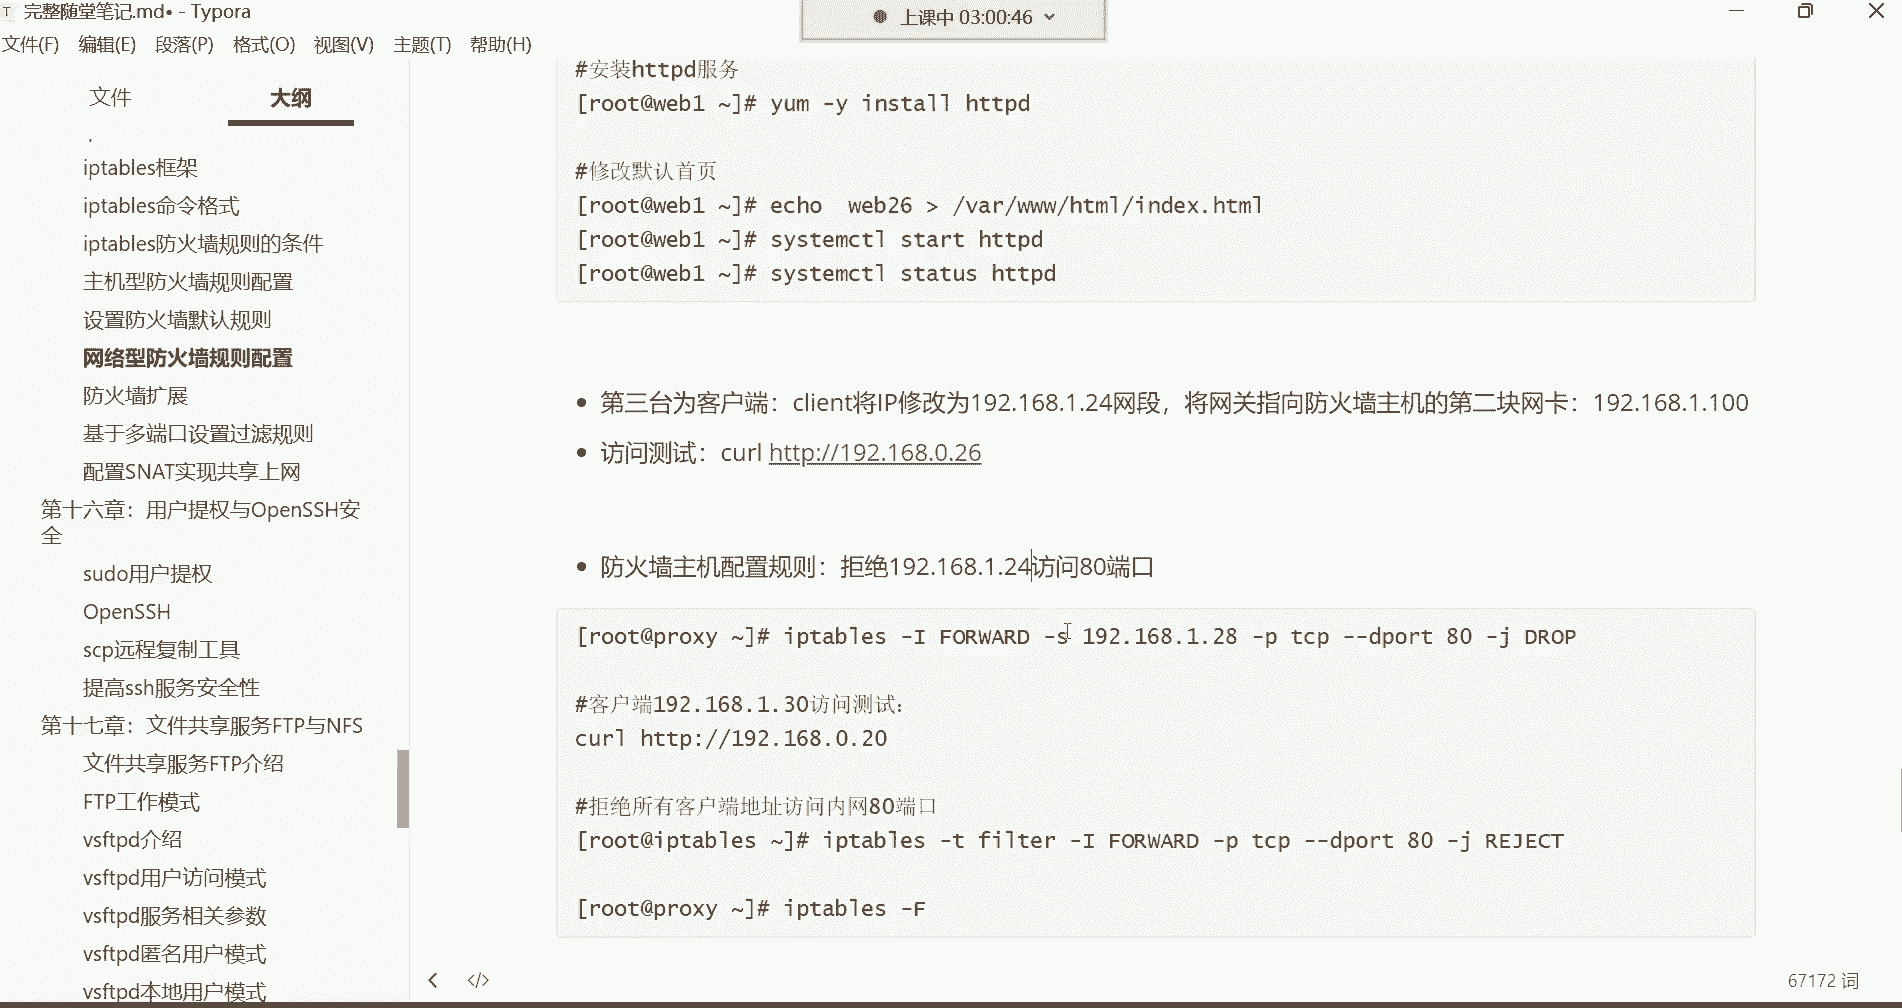 完整随堂笔记.md• - Typora
上课中 03:00:46
文件(F) 编辑(E) 段落(P) 格式(O) 视图(V) 主题(T) 帮助(H)
文件 大纲
iptables框架
iptables命令格式
iptables防火墙规则的条件
主机型防火墙规则配置
设置防火墙默认规则
网络型防火墙规则配置
防火墙扩展
基于多端口设置过滤规则
配置SNAT实现共享上网
第十六章：用户提权与OpenSSH安
全
sudo用户提权
OpenSSH
scp远程复制工具
提高ssh服务安全性
第十七章：文件共享服务FTP与NFS
文件共享服务FTP介绍
FTP工作模式
vsftpd介绍
vsftpd用户访问模式
vsftpd服务相关参数
vsftpd匿名用户模式
vsftpd本地用户模式
#安装httpd服务
[root@web1 ~]# yum -y install httpd
#修改默认首页
[root@web1 ~]# echo  web26 > /var/www/html/index.html
[root@web1 ~]# systemctl start httpd
[root@web1 ~]# systemctl status httpd
• 第三台为客户端：client将IP修改为192.168.1.24网段，将网关指向防火墙主机的第二块网卡：192.168.1.100
• 访问测试：curl http://192.168.0.26
• 防火墙主机配置规则：拒绝192.168.1.24访问80端口
[root@proxy ~]# iptables -I FORWARD -s 192.168.1.28 -p tcp --dport 80 -j DROP
#客户端192.168.1.30访问测试：
curl http://192.168.0.20
#拒绝所有客户端地址访问内网80端口
[root@iptables ~]# iptables -t filter -I FORWARD -p tcp --dport 80 -j REJECT
[root@proxy ~]# iptables -F
67172 词